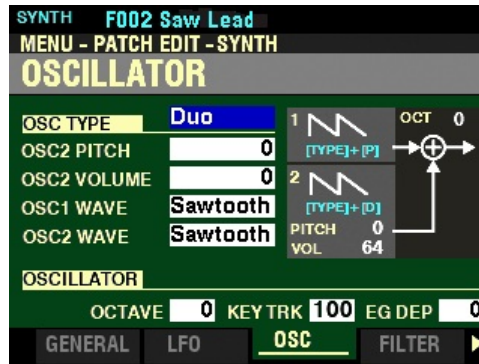 SYNTH F002 Saw Lead
MENU - PATCH EDIT - SYNTH
OSCILLATOR
OSC TYPE Duo
OSC2 PITCH 0
OSC2 VOLUME 0
OSC1 WAVE Sawtooth
OSC2 WAVE Sawtooth
1
[TYPE]+[P]
2
[TYPE]+[D]
PITCH 0
VOL 64
OCT 0
OSCILLATOR
OCTAVE 0 KEY TRK 100 EG DEP 0
GENERAL LFO OSC FILTER